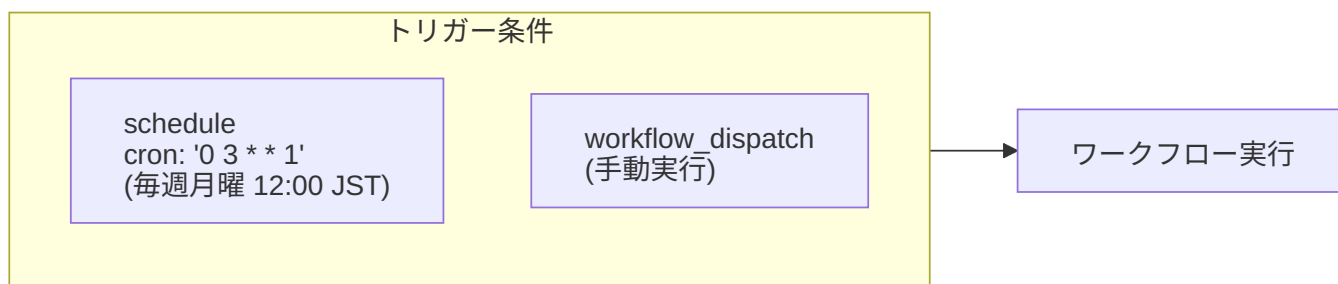 トリガー条件
schedule
cron: '0 3 * * 1'
(毎週月曜 12:00 JST)
workflow_dispatch
(手動実行)
ワークフロー実行